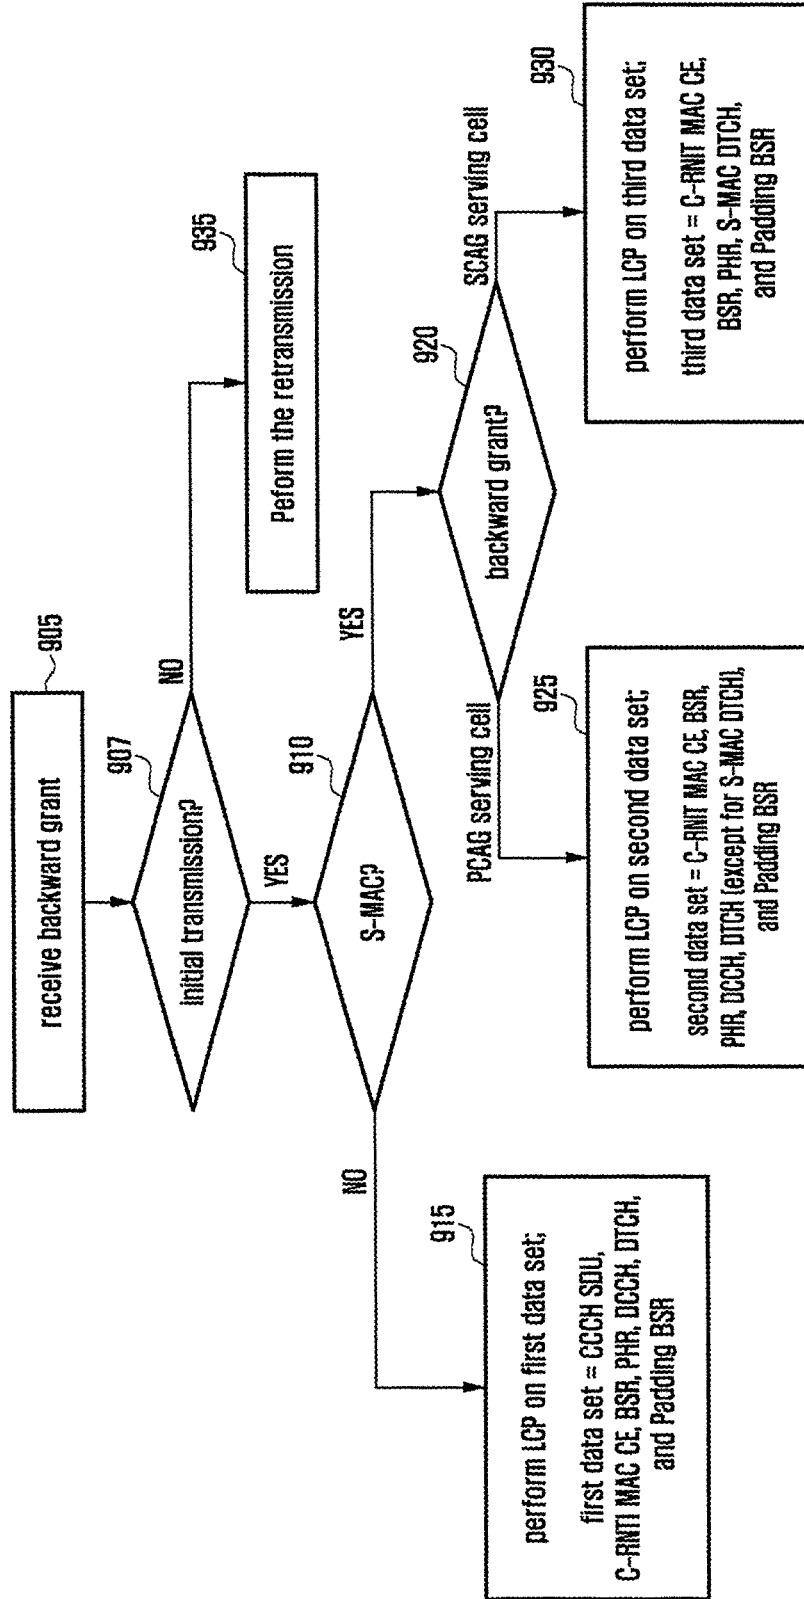 receive backward grant
905
907
initial transmission?
NO
935
Peform the retransmission
YES
910
S-MAC?
NO
YES
915
perform LCP on first data set;
first data set = CCCH SDU,
C-RNTI MAC CE, BSR, PHR, DCCH, DTCH,
and Padding BSR
920
backward grant?
PCAG serving cell
SCAG serving cell
925
perform LCP on second data set;
second data set = C-RNIT MAC CE, BSR,
PHR, DCCH, DTCH (except for S-MAC DTCH),
and Padding BSR
930
perform LCP on third data set;
third data set = C-RNIT MAC CE,
BSR, PHR, S-MAC DTCH,
and Padding BSR